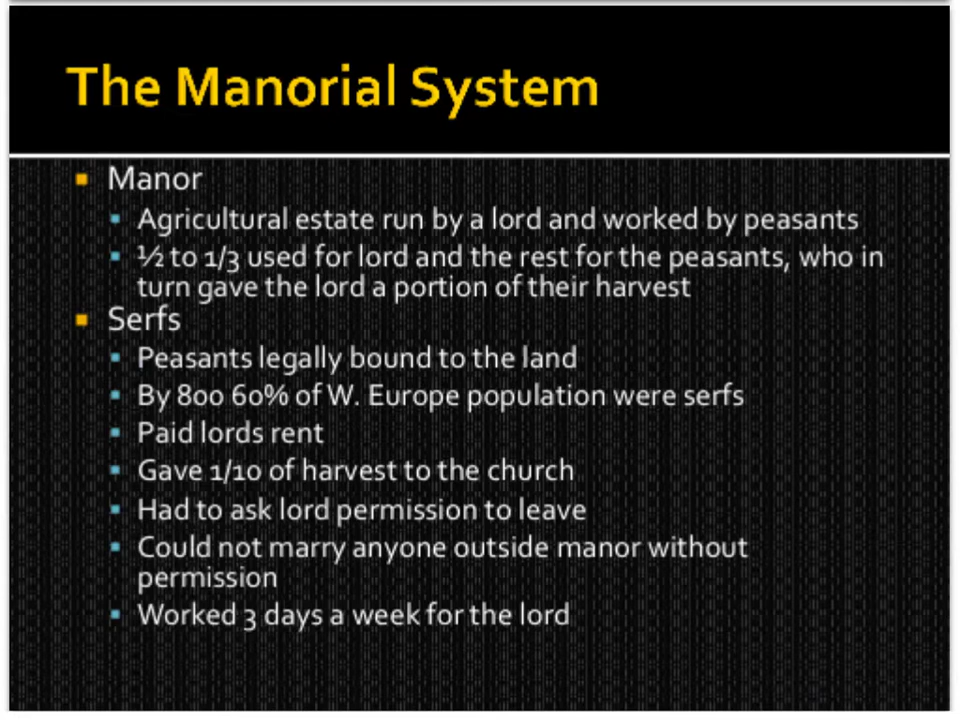 The Manorial System
Manor
Agricultural estate run by a lord and worked by peasants
½ to 1/3 used for lord and the rest for the peasants, who in
turn gave the lord a portion of their harvest
Serfs
Peasants legally bound to the land
By 800 60% of W. Europe population were serfs
Paid lords rent
Gave 1/10 of harvest to the church
Had to ask lord permission to leave
Could not marry anyone outside manor without
permission
Worked 3 days a week for the lord